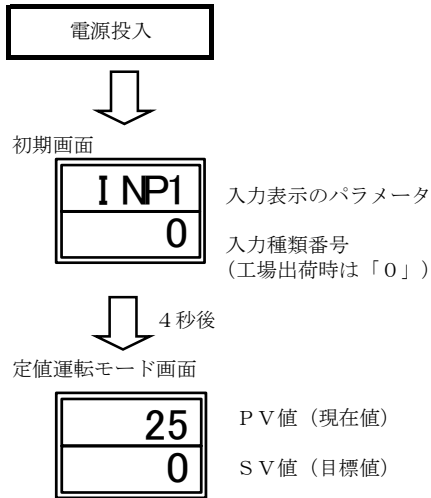 電源投入
初期画面
INP1
入力表示のパラメータ
0
入力種類番号
(工場出荷時は「0」)
4秒後
定値運転モード画面
25
PV値(現在値)
0
SV値(目標値)